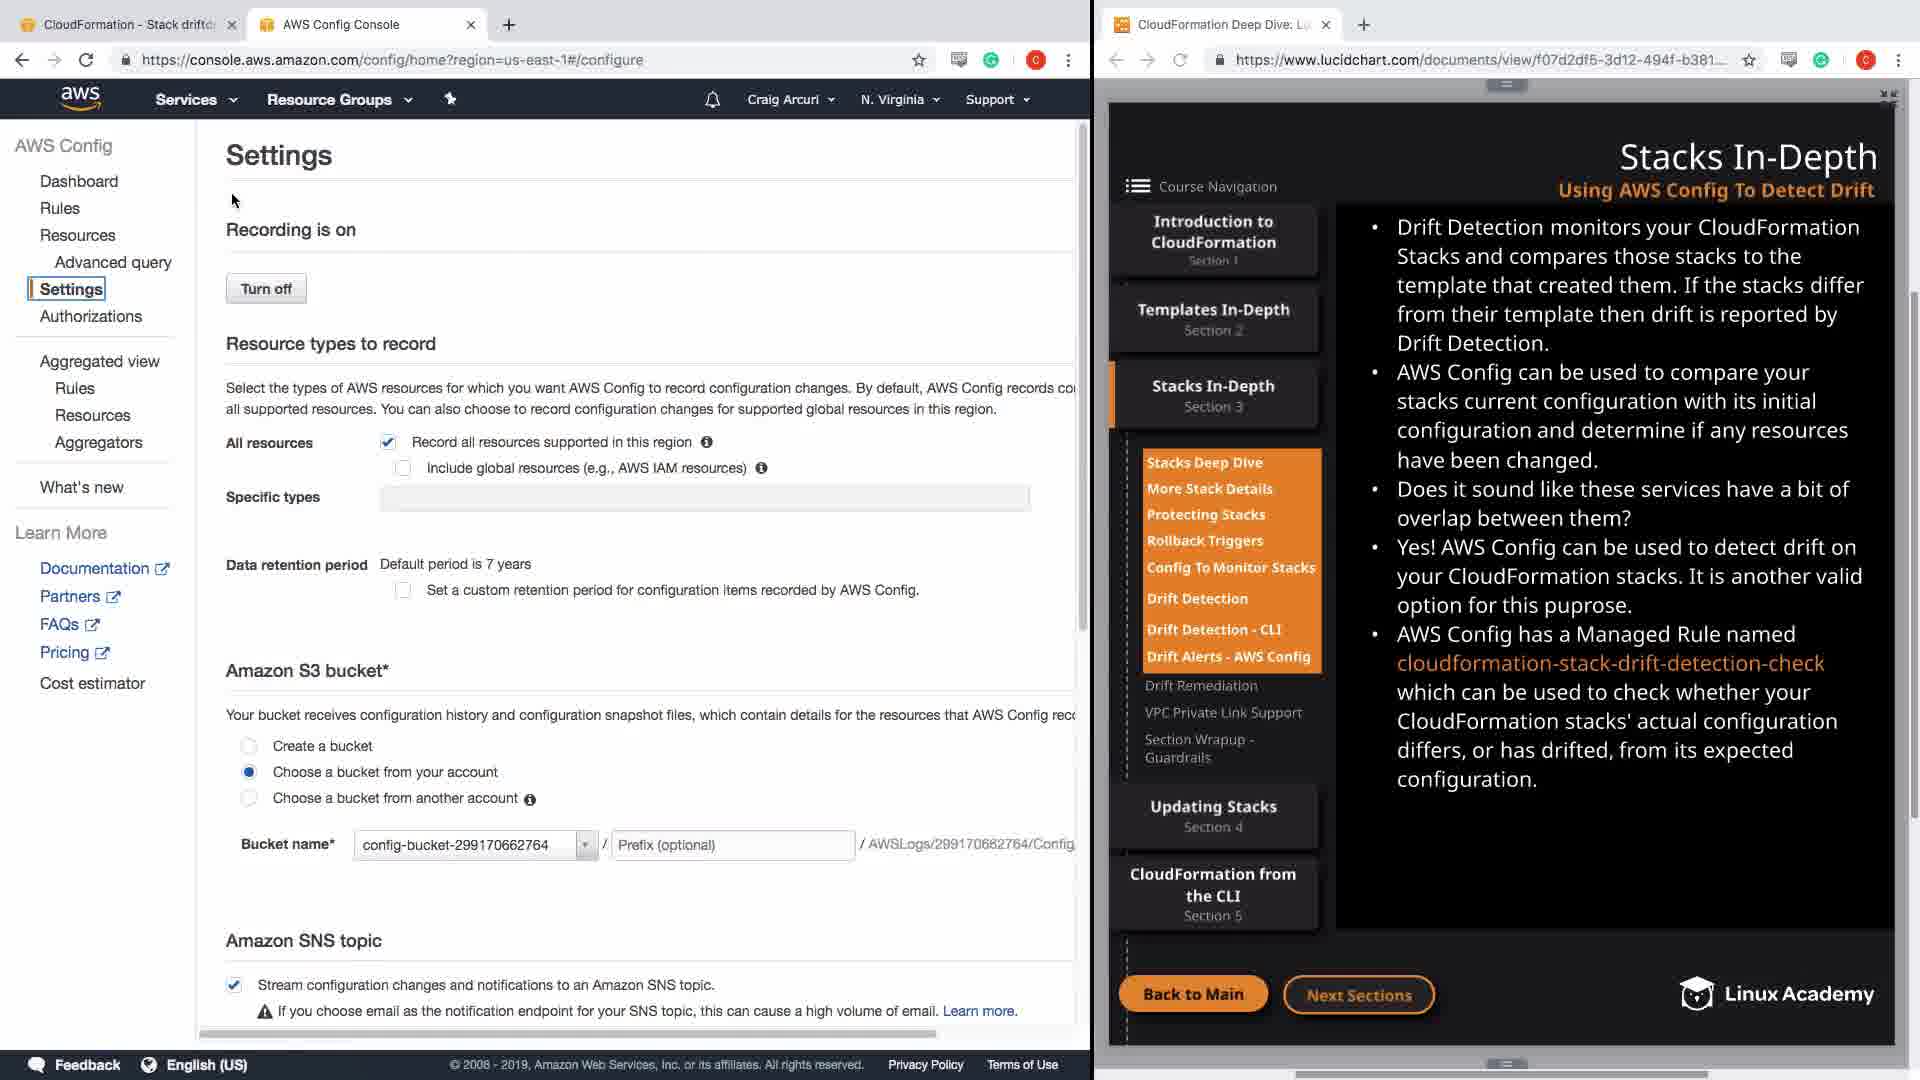 CloudFormation - Stack driftd
AWS Config Console
https://console.aws.amazon.com/config/home?region=us-east-1#/configure
C
aws
Services
Resource Groups
Craig Arcuri
N. Virginia
Support
AWS Config
Dashboard
Rules
Resources
Advanced query
Settings
Authorizations
Aggregated view
Rules
Resources
Aggregators
What's new
Learn More
Documentation
Partners
FAQs
Pricing
Cost estimator
Settings
Recording is on
Turn off
Resource types to record
Select the types of AWS resources for which you want AWS Config to record configuration changes. By default, AWS Config records
all supported resources. You can also choose to record configuration changes for supported global resources in this region.
All resources
Record all resources supported in this region
Include global resources (e.g., AWS IAM resources)
Specific types
Data retention period
Default period is 7 years
Set a custom retention period for configuration items recorded by AWS Config.
Amazon S3 bucket*
Your bucket receives configuration history and configuration snapshot files, which contain details for the resources that AWS Config
Create a bucket
Choose a bucket from your account
Choose a bucket from another account
Bucket name*
config-bucket-299170662764
/
Prefix (optional)
/ AWSLogs/299170662764/Config
Amazon SNS topic
Stream configuration changes and notifications to an Amazon SNS topic.
If you choose email as the notification endpoint for your SNS topic, this can cause a high volume of email. Learn more.
Feedback
English (US)
© 2008 - 2019, Amazon Web Services, Inc. or its affiliates. All rights reserved.
Privacy Policy
Terms of Use
CloudFormation Deep Dive: Lu
https://www.lucidchart.com/documents/view/f07d2df5-3d12-494f-b381...
C
Stacks In-Depth
Using AWS Config To Detect Drift
Course Navigation
Introduction to
CloudFormation
Section 1
Templates In-Depth
Section 2
Stacks In-Depth
Section 3
Stacks Deep Dive
More Stack Details
Protecting Stacks
Rollback Triggers
Config To Monitor Stacks
Drift Detection
Drift Detection - CLI
Drift Alerts - AWS Config
Drift Remediation
VPC Private Link Support
Section Wrapup -
Guardrails
Updating Stacks
Section 4
CloudFormation from
the CLI
Section 5
• Drift Detection monitors your CloudFormation
Stacks and compares those stacks to the
template that created them. If the stacks differ
from their template then drift is reported by
Drift Detection.
• AWS Config can be used to compare your
stacks current configuration with its initial
configuration and determine if any resources
have been changed.
• Does it sound like these services have a bit of
overlap between them?
• Yes! AWS Config can be used to detect drift on
your CloudFormation stacks. It is another valid
option for this puprose.
• AWS Config has a Managed Rule named
cloudformation-stack-drift-detection-check
which can be used to check whether your
CloudFormation stacks' actual configuration
differs, or has drifted, from its expected
configuration.
Back to Main
Next Sections
Linux Academy